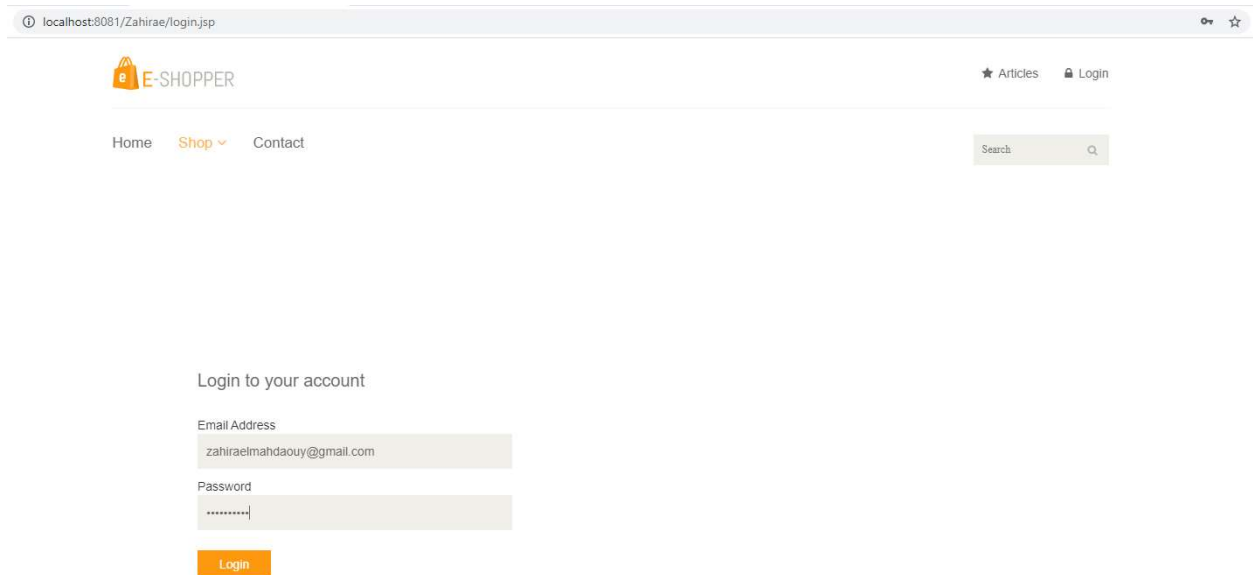 localhost:8081/Zahirae/login.jsp
e E-SHOPPER
Articles Login
Home Shop Contact
Search
Login to your account
Email Address
zahiraelmahdaouy@gmail.com
Password
••••••••••
Login